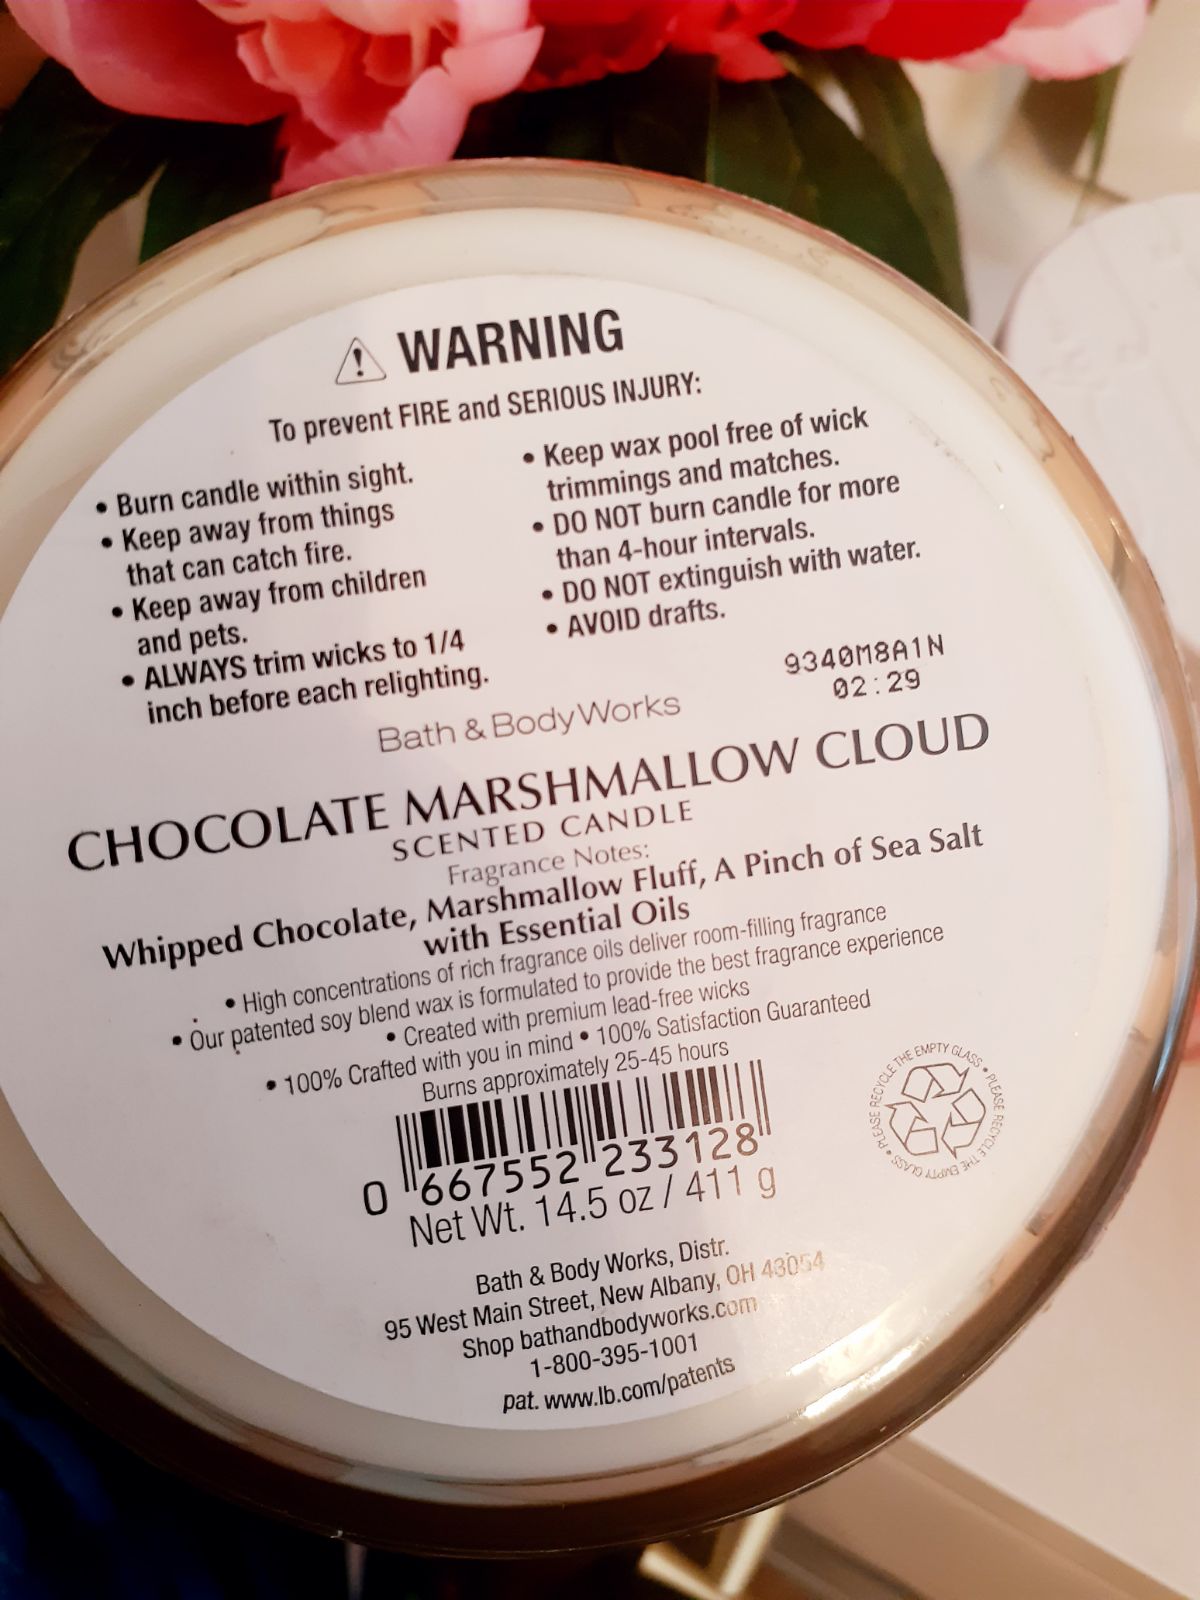 WARNING
To prevent FIRE and SERIOUS INJURY:
• Burn candle within sight.
• Keep away from things
that can catch fire.
• Keep away from children
and pets.
• ALWAYS trim wicks to 1/4
inch before each relighting.
• Keep wax pool free of wick
trimmings and matches.
• DO NOT burn candle for more
than 4-hour intervals.
• DO NOT extinguish with water.
• AVOID drafts.
9340M8A1N
02:29
Bath & Body Works
CHOCOLATE MARSHMALLOW CLOUD
SCENTED CANDLE
Fragrance Notes:
Whipped Chocolate, Marshmallow Fluff, A Pinch of Sea Salt
with Essential Oils
• High concentrations of rich fragrance oils deliver room-filling fragrance
• Our patented soy blend wax is formulated to provide the best fragrance experience
• Created with premium lead-free wicks
• 100% Crafted with you in mind • 100% Satisfaction Guaranteed
Burns approximately 25-45 hours
0 667552 233128
Net Wt. 14.5 oz / 411 g
PLEASE RECYCLE THE EMPTY GLASS • PLEASE RECYCLE THE EMPTY GLASS •
Bath & Body Works, Distr.
95 West Main Street, New Albany, OH 43054
Shop bathandbodyworks.com
1-800-395-1001
pat. www.lb.com/patents